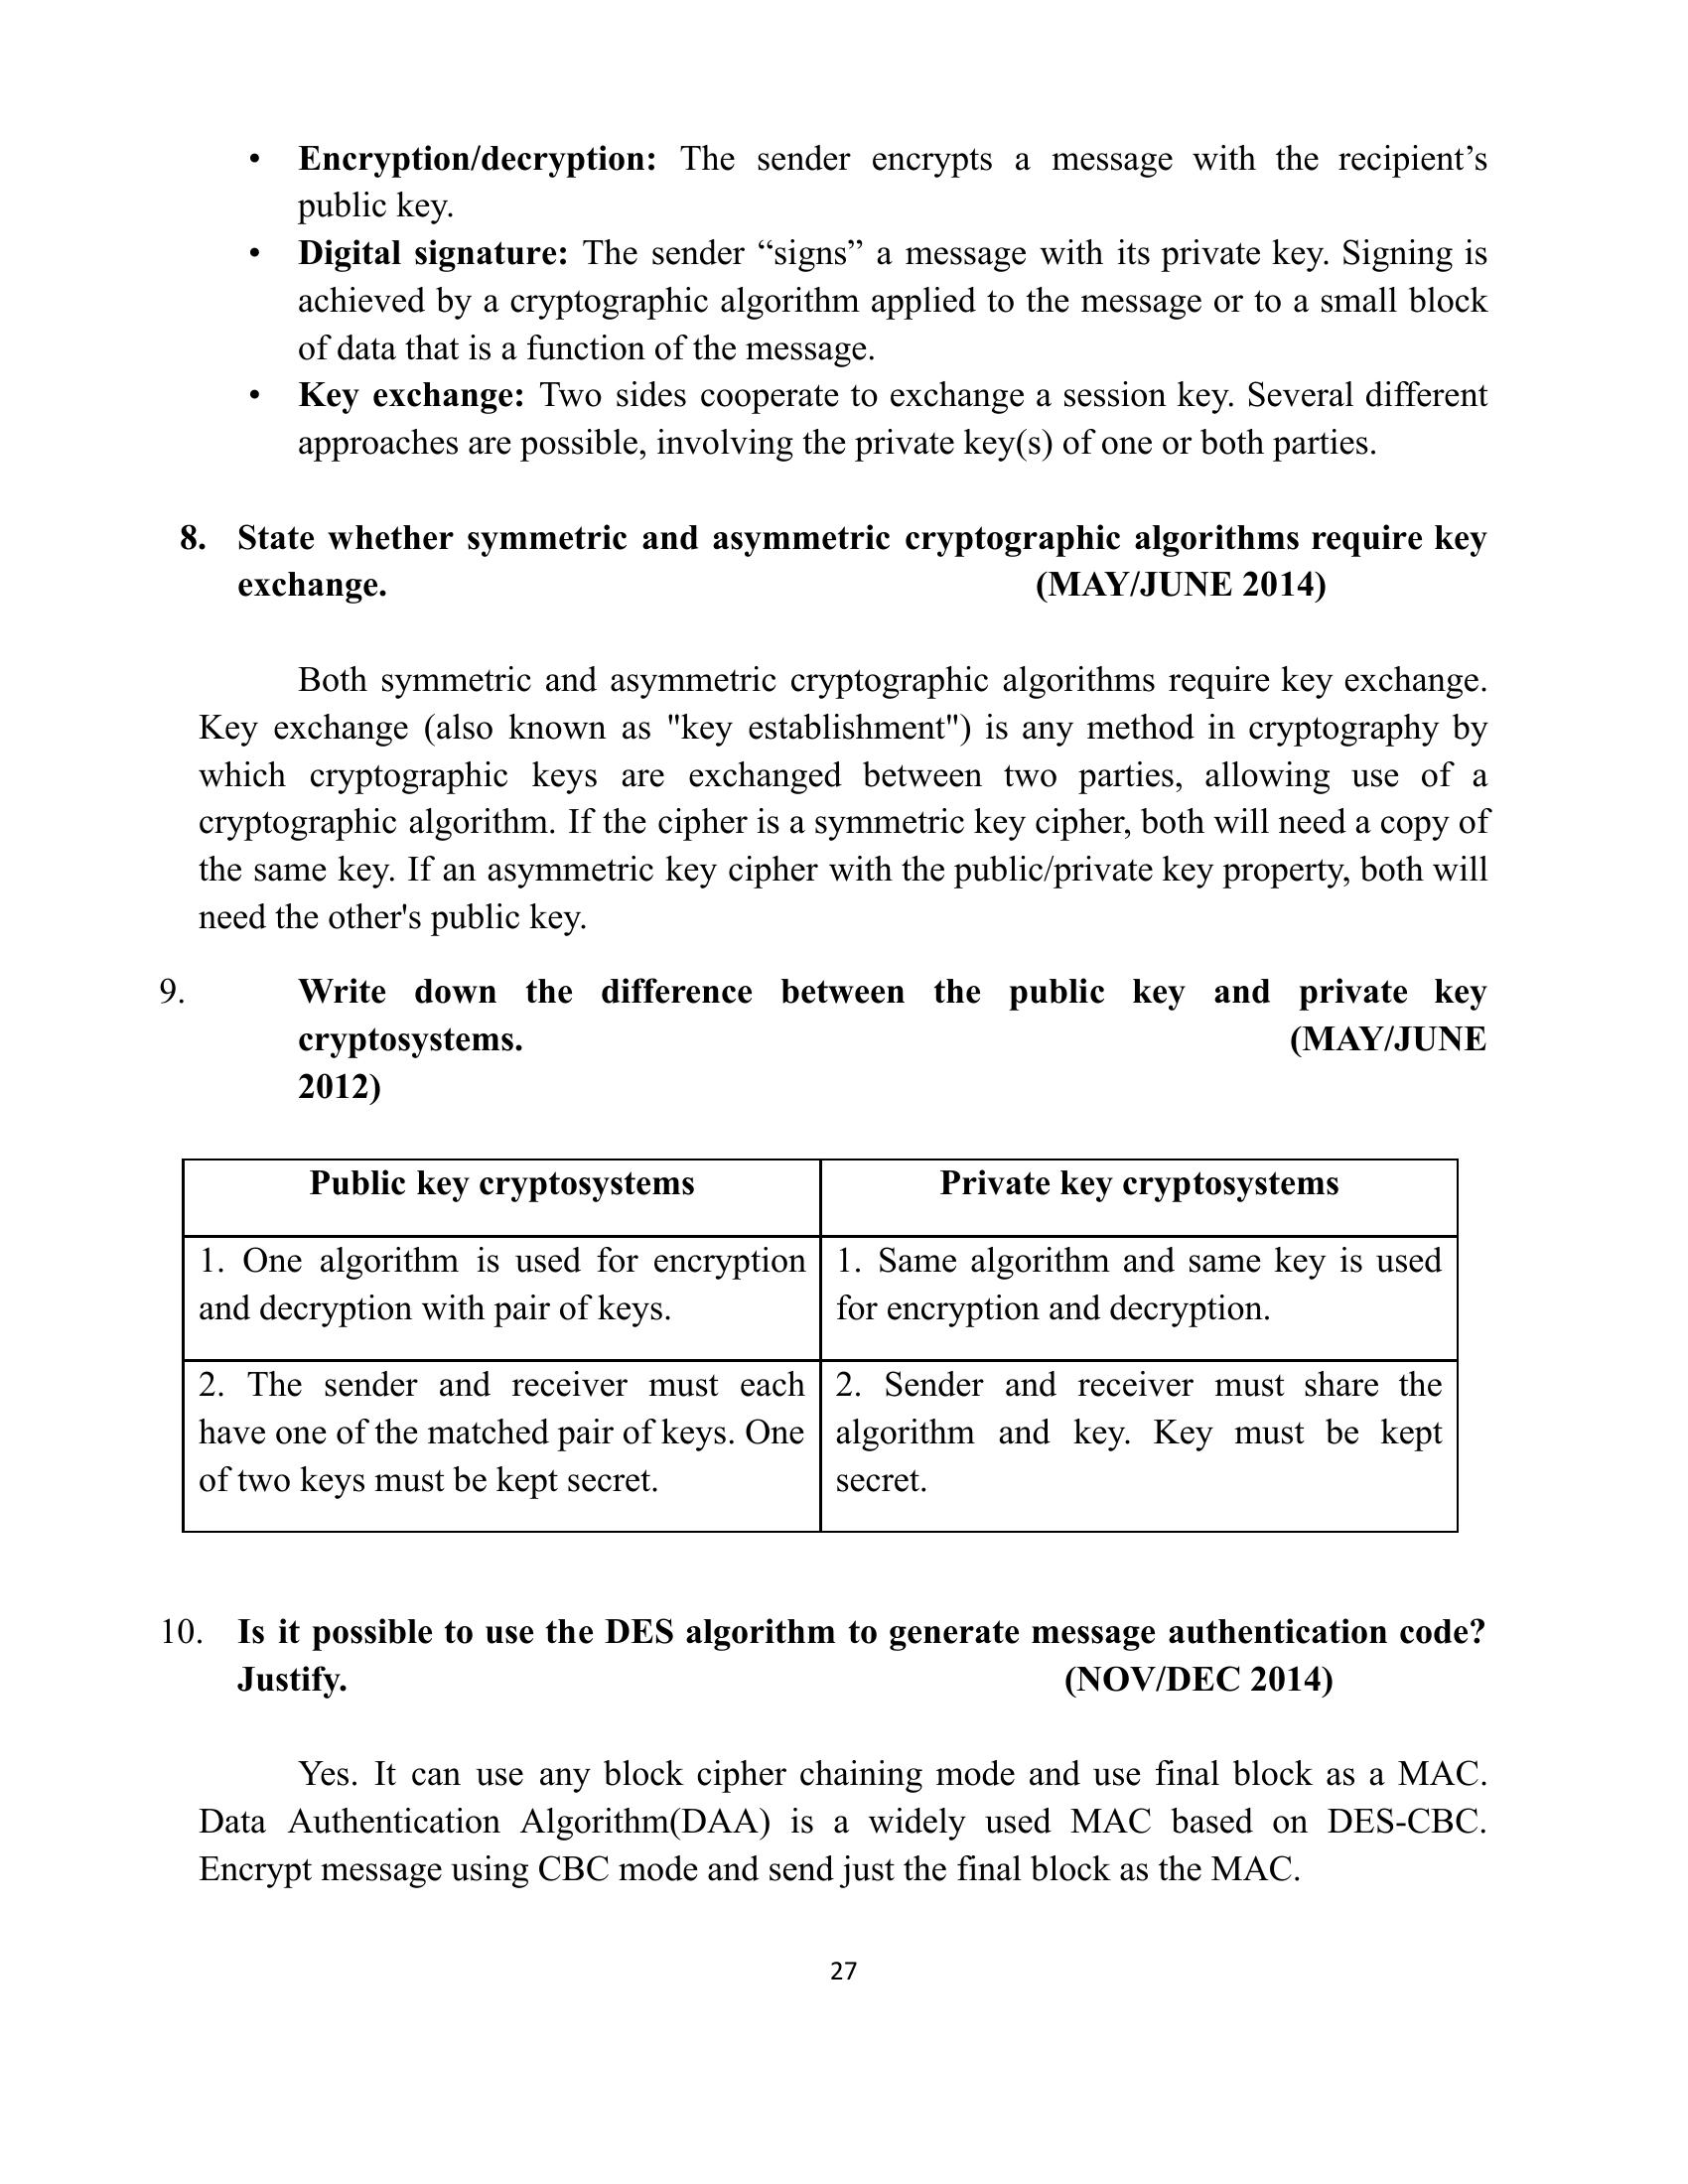 • Encryption/decryption: The sender encrypts a message with the recipient’s
public key.
• Digital signature: The sender “signs” a message with its private key. Signing is
achieved by a cryptographic algorithm applied to the message or to a small block
of data that is a function of the message.
• Key exchange: Two sides cooperate to exchange a session key. Several different
approaches are possible, involving the private key(s) of one or both parties.
8. State whether symmetric and asymmetric cryptographic algorithms require key
exchange. (MAY/JUNE 2014)
Both symmetric and asymmetric cryptographic algorithms require key exchange.
Key exchange (also known as "key establishment") is any method in cryptography by
which cryptographic keys are exchanged between two parties, allowing use of a
cryptographic algorithm. If the cipher is a symmetric key cipher, both will need a copy of
the same key. If an asymmetric key cipher with the public/private key property, both will
need the other's public key.
9. Write down the difference between the public key and private key
cryptosystems. (MAY/JUNE
2012)
Public key cryptosystems
Private key cryptosystems
1. One algorithm is used for encryption
and decryption with pair of keys.
1. Same algorithm and same key is used
for encryption and decryption.
2. The sender and receiver must each
have one of the matched pair of keys. One
of two keys must be kept secret.
2. Sender and receiver must share the
algorithm and key. Key must be kept
secret.
10. Is it possible to use the DES algorithm to generate message authentication code?
Justify. (NOV/DEC 2014)
Yes. It can use any block cipher chaining mode and use final block as a MAC.
Data Authentication Algorithm(DAA) is a widely used MAC based on DES-CBC.
Encrypt message using CBC mode and send just the final block as the MAC.
27